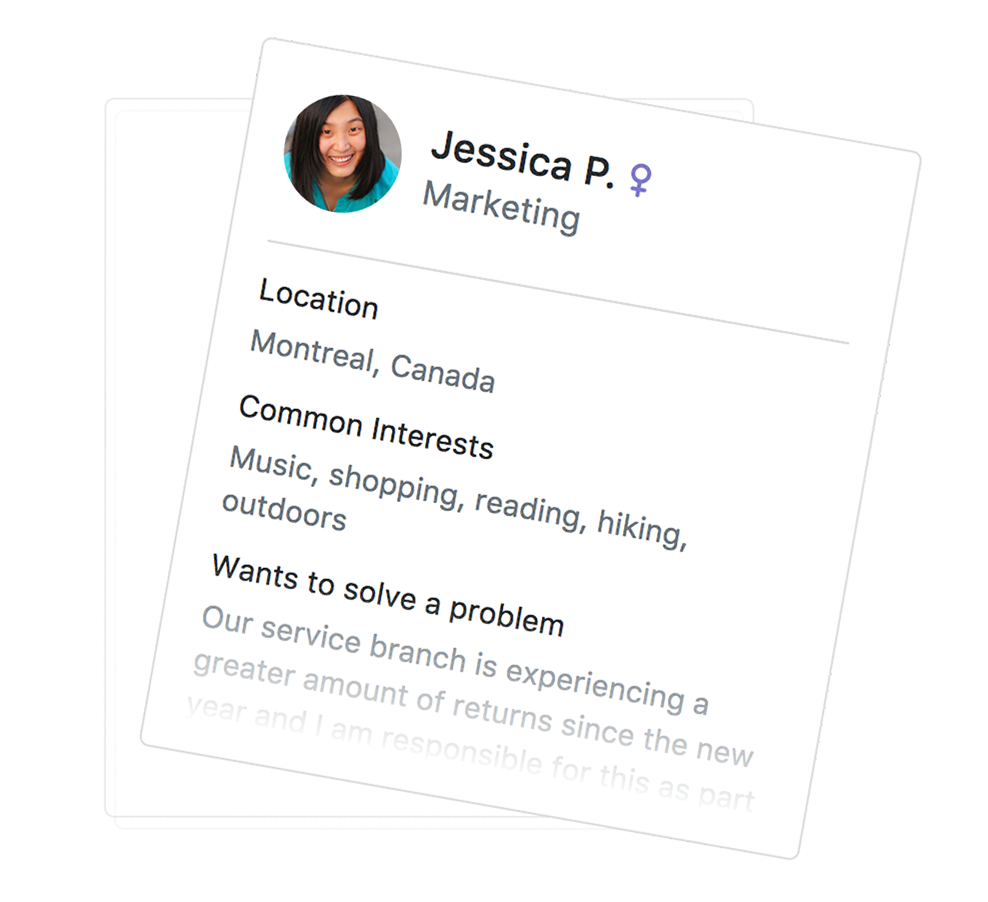 Jessica P. ♀
Marketing
Location
Montreal, Canada
Common Interests
Music, shopping, reading, hiking,
outdoors
Wants to solve a problem
Our service branch is experiencing a
greater amount of returns since the new
year and I am responsible for this as part